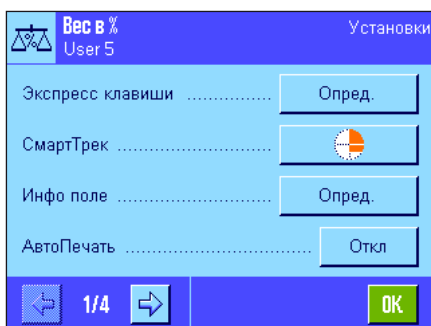 Вес в %
Установки
User 5
Экспресс клавиши ............... Опред.
СмартТрек ........................
Инфо поле ........................ Опред.
АвтоПечать .............................. Откл
1/4
OK